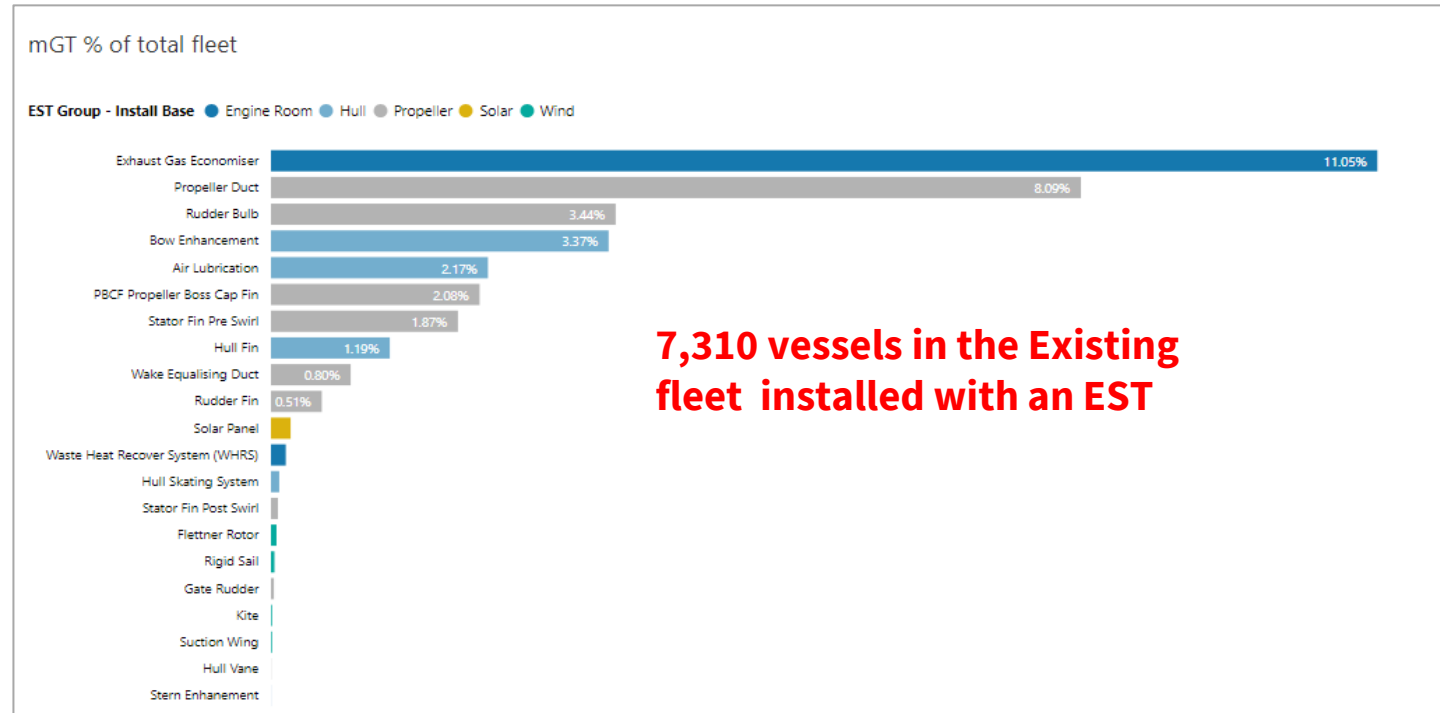 mGT % of total fleet
EST Group - Install Base Engine Room Hull Propeller Solar Wind
Exhaust Gas Economiser 11.05%
Propeller Duct 8.09%
Rudder Bulb 3.44%
Bow Enhancement 3.37%
Air Lubrication 2.17%
PBCF Propeller Boss Cap Fin 2.08%
Stator Fin Pre Swirl 1.87%
Hull Fin 1.19%
Wake Equalising Duct 0.80%
Rudder Fin 0.51%
Solar Panel
Waste Heat Recover System (WHRS)
Hull Skating System
Stator Fin Post Swirl
Flettner Rotor
Rigid Sail
Gate Rudder
Kite
Suction Wing
Hull Vane
Stern Enhanement
7,310 vessels in the Existing
fleet installed with an EST